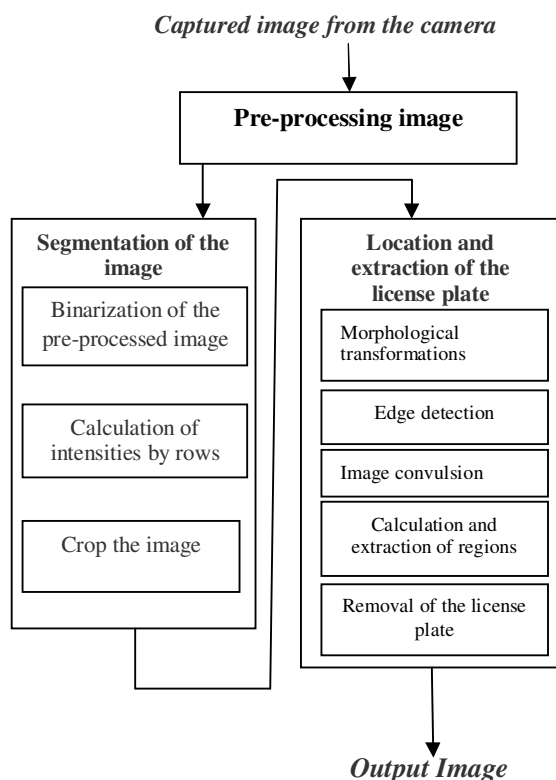 Captured image from the camera
Pre-processing image
Segmentation of the
image
Binarization of the
pre-processed image
Calculation of
intensities by rows
Crop the image
Location and
extraction of the
license plate
Morphological
transformations
Edge detection
Image convulsion
Calculation and
extraction of regions
Removal of the license
plate
Output Image